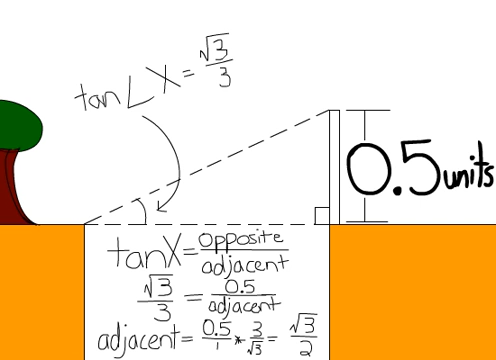 tan∠X=√3/3
0.5units
tanX=opposite/adjacent
√3/3=0.5/adjacent
adjacent=0.5/1*3/√3=√3/2